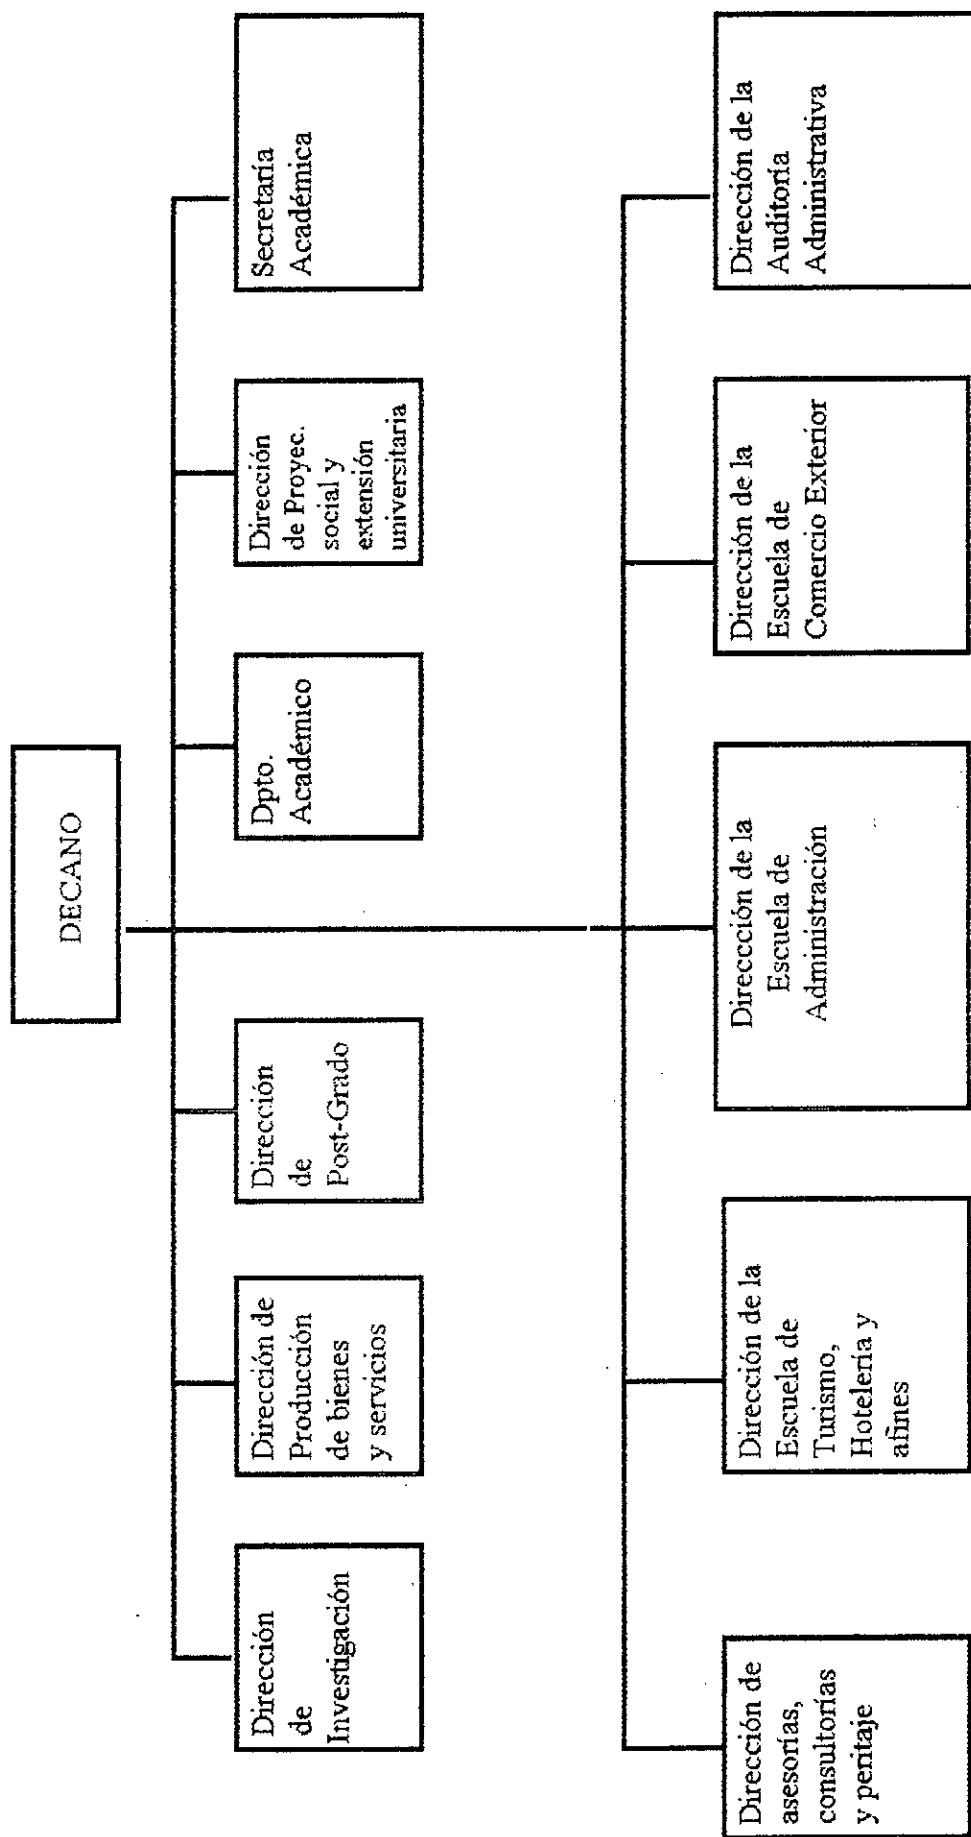 DECANO
Dirección
de
Investigación
Dirección de
Producción
de bienes
y servicios
Dirección
de
Post-Grado
Dpto.
Académico
Dirección
de Proyec.
social y
extensión
universitaria
Secretaría
Académica
Dirección de
asesorías,
consultorías
y peritaje
Dirección de la
Escuela de
Turismo,
Hotelería y
afines
Direccción de la
Escuela de
Administración
Dirección de la
Escuela de
Comercio Exterior
Dirección de la
Auditoría
Administrativa